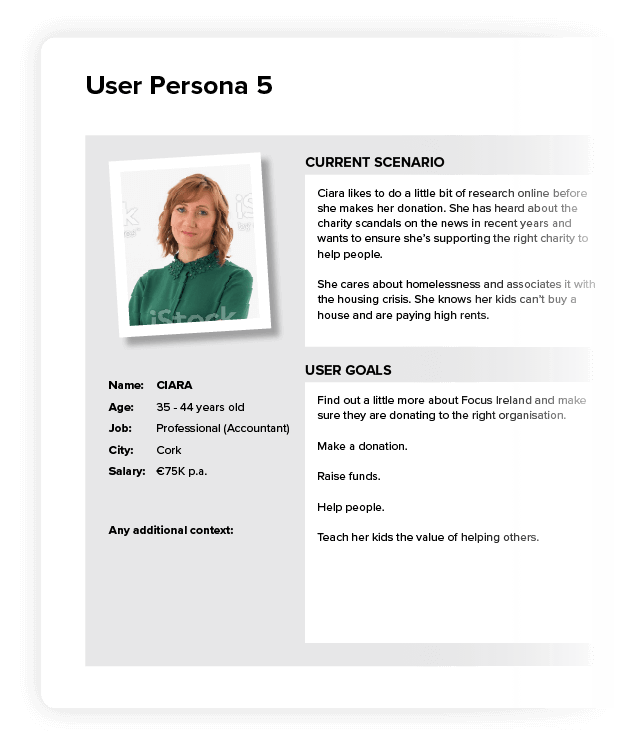 User Persona 5
CURRENT SCENARIO
Ciara likes to do a little bit of research online before
she makes her donation. She has heard about the
charity scandals on the news in recent years and
wants to ensure she's supporting the right charity to
help people.
She cares about homelessness and associates it with
the housing crisis. She knows her kids can't buy a
house and are paying high rents.
iStock
Name: CIARA
Age: 35 - 44 years old
Job: Professional (Accountant)
City: Cork
Salary: €75K p.a.
Any additional context:
USER GOALS
Find out a little more about Focus Ireland and make
sure they are donating to the right organisation.
Make a donation.
Raise funds.
Help people.
Teach her kids the value of helping others.